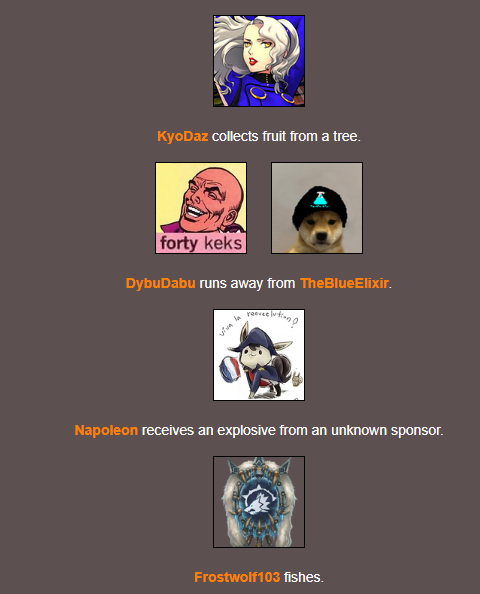 KyoDaz collects fruit from a tree.
forty keks
DybuDabu runs away from TheBlueElixir.
Viva la reeveelution!
Napoleon receives an explosive from an unknown sponsor.
Frostwolf103 fishes.